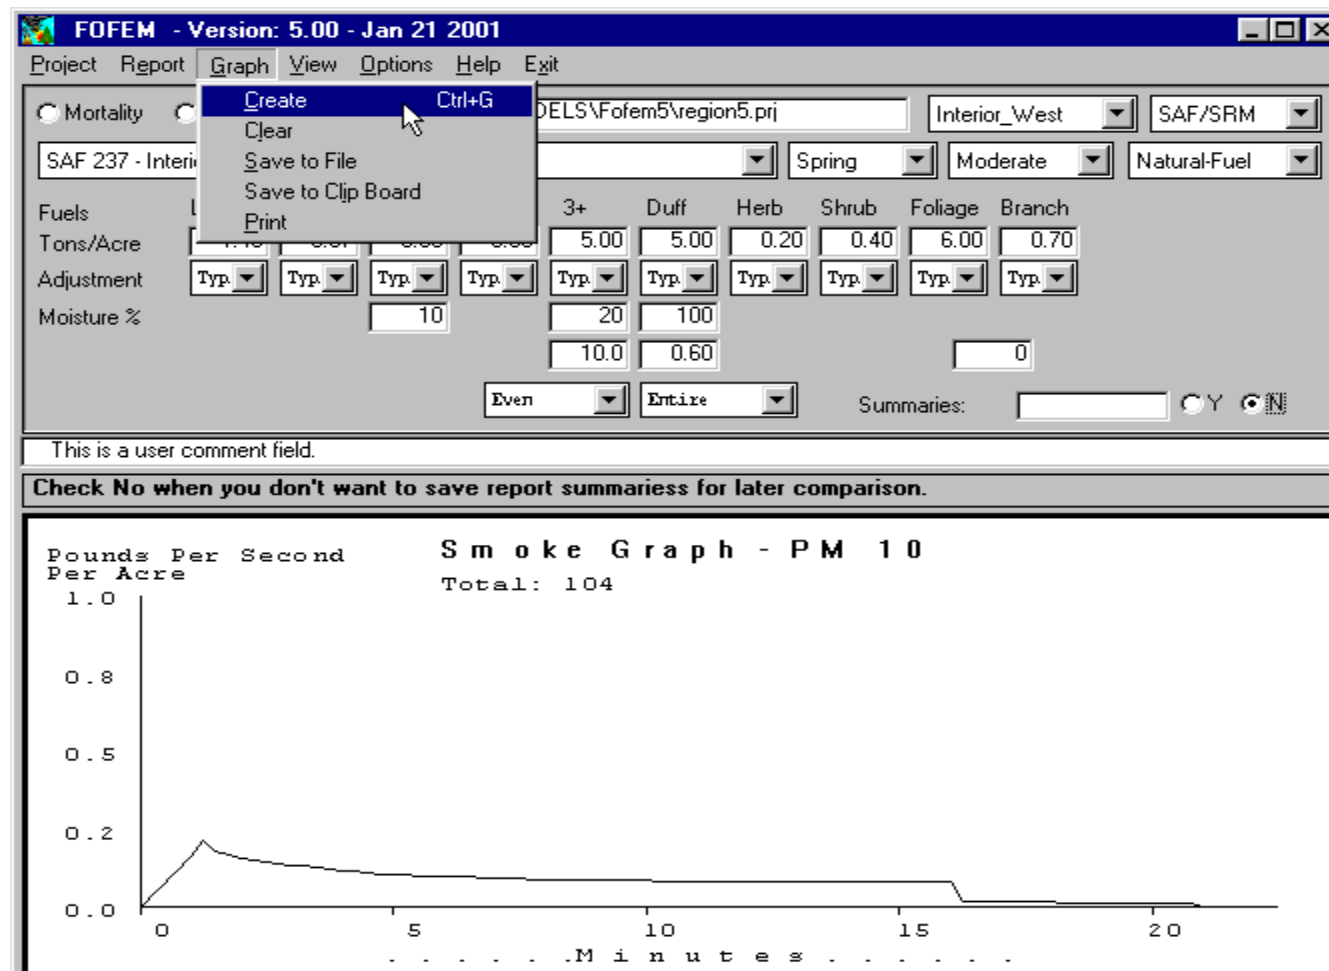 FOFEM - Version: 5.00 - Jan 21 2001
Project Report Graph View Options Help Exit
Mortality DELS\Fofem5\region5.prj Interior_West SAF/SRM
Create Ctrl+G
Clear
Save to File
Save to Clip Board
Print
SAF 237 - Interi Spring Moderate Natural-Fuel
Fuels L 3+ Duff Herb Shrub Foliage Branch
Tons/Acre 5.00 5.00 0.20 0.40 6.00 0.70
Adjustment Typ. Typ. Typ. Typ. Typ. Typ. Typ. Typ. Typ. Typ.
Moisture % 10 20 100
10.0 0.60 0
Even Entire Summaries: Y N
This is a user comment field.
Check No when you don't want to save report summariess for later comparison.
Smoke Graph - PM 10
Pounds Per Second
Per Acre
Total: 104
1.0
0.8
0.5
0.2
0.0
0 5 10 15 20
. . . . . .Minutes. . . . . .